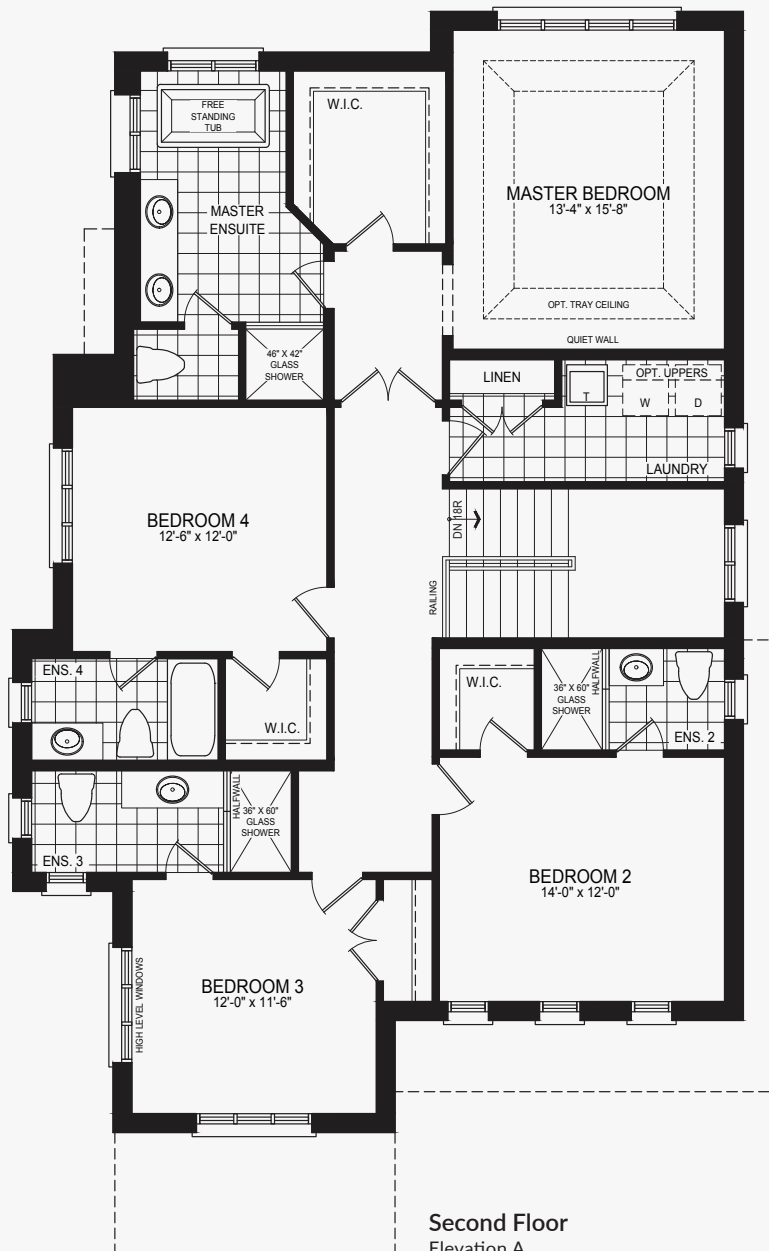 FREE
STANDING
TUB
W.I.C.
MASTER BEDROOM
13'-4" x 15'-8"
MASTER
ENSUITE
OPT. TRAY CEILING
QUIET WALL
46" X 42"
GLASS
SHOWER
LINEN
OPT. UPPERS
T
W
D
LAUNDRY
BEDROOM 4
12'-6" x 12'-0"
DN 18R
RAILING
ENS. 4
W.I.C.
W.I.C.
36" X 60"
GLASS
SHOWER
HALFWALL
ENS. 2
ENS. 3
HALFWALL
36" X 60"
GLASS
SHOWER
BEDROOM 2
14'-0" x 12'-0"
BEDROOM 3
12'-0" x 11'-6"
HIGH LEVEL WINDOWS
Second Floor
Elevation A